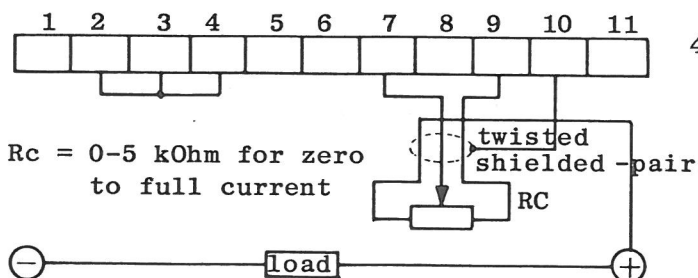 1 2 3 4 5 6 7 8 9 10 11
4
Rc = 0-5 kOhm for zero
to full current
twisted
shielded-pair
RC
− load +